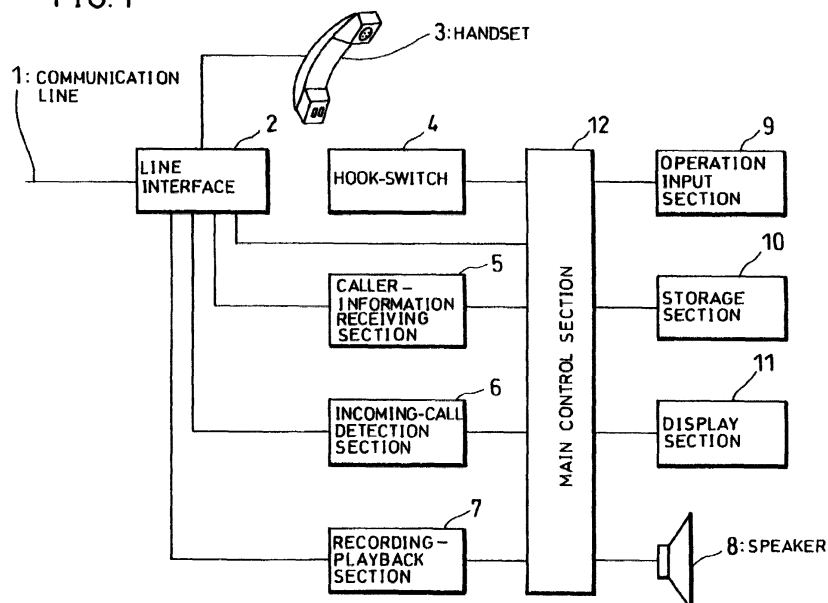 FIG. 1
3: HANDSET
1: COMMUNICATION
LINE
2
4
12
9
LINE
INTERFACE
HOOK-SWITCH
OPERATION
INPUT
SECTION
5
10
CALLER-
INFORMATION
RECEIVING
SECTION
STORAGE
SECTION
MAIN CONTROL SECTION
6
11
INCOMING-CALL
DETECTION
SECTION
DISPLAY
SECTION
7
RECORDING-
PLAYBACK
SECTION
8: SPEAKER